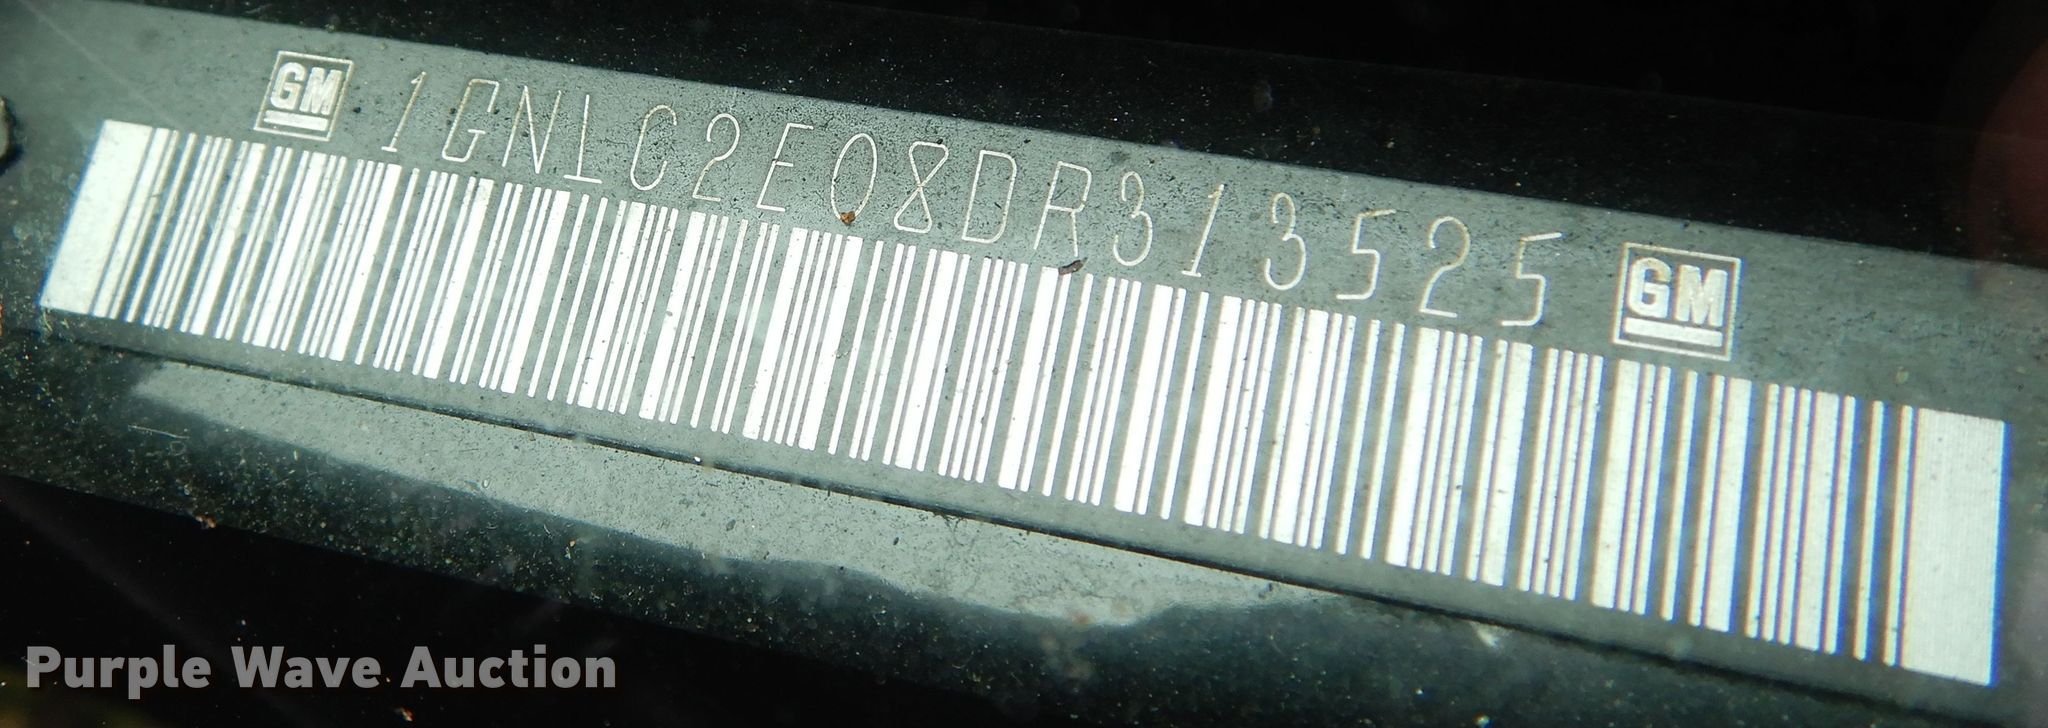 GM 1GNLC2E08DR313525 GM
Purple Wave Auction